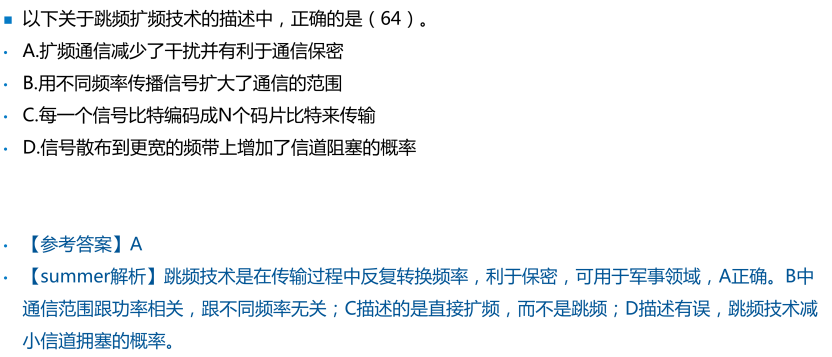 ▪ 以下关于跳频扩频技术的描述中，正确的是（64）。
• A.扩频通信减少了干扰并有利于通信保密
• B.用不同频率传播信号扩大了通信的范围
• C.每一个信号比特编码成N个码片比特来传输
• D.信号散布到更宽的频带上增加了信道阻塞的概率
• 【参考答案】A
• 【summer解析】跳频技术是在传输过程中反复转换频率，利于保密，可用于军事领域，A正确。B中
通信范围跟功率相关，跟不同频率无关；C描述的是直接扩频，而不是跳频；D描述有误，跳频技术减
小信道拥塞的概率。